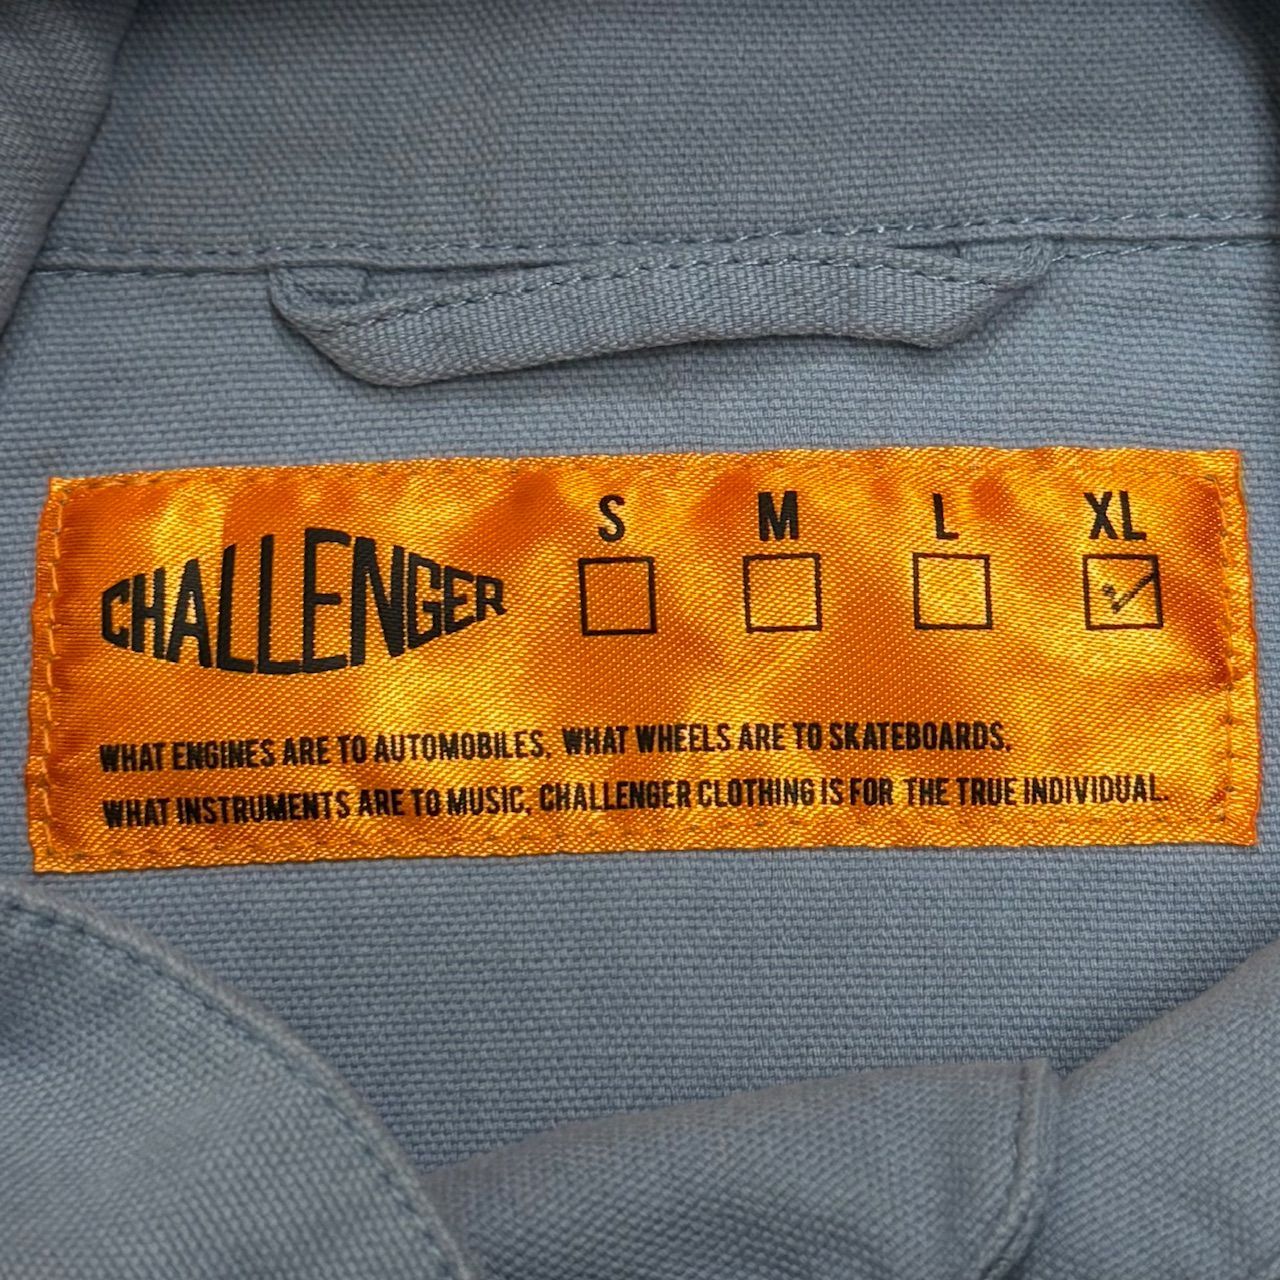 CHALLENGER
S M L XL
WHAT ENGINES ARE TO AUTOMOBILES, WHAT WHEELS ARE TO SKATEBOARDS,
WHAT INSTRUMENTS ARE TO MUSIC, CHALLENGER CLOTHING IS FOR THE TRUE INDIVIDUAL.